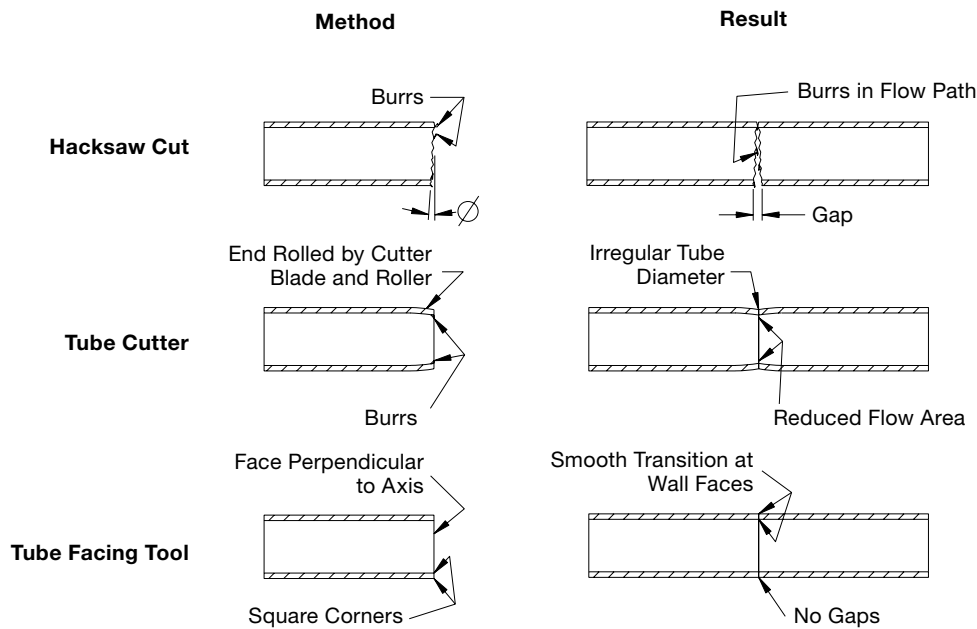 Method
Result
Burrs
Burrs in Flow Path
Hacksaw Cut
Gap
End Rolled by Cutter
Blade and Roller
Irregular Tube
Diameter
Tube Cutter
Burrs
Reduced Flow Area
Face Perpendicular
to Axis
Smooth Transition at
Wall Faces
Tube Facing Tool
Square Corners
No Gaps